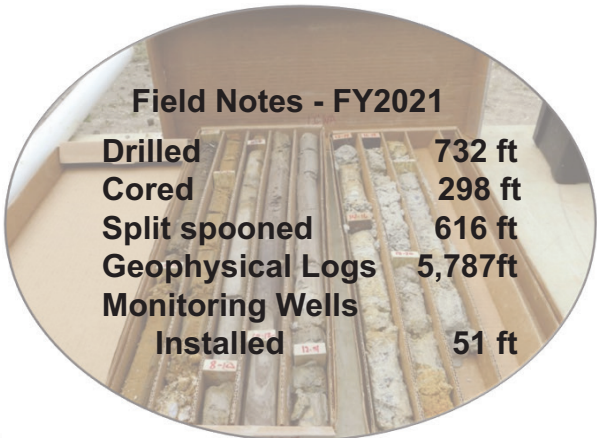 Field Notes - FY2021
Drilled 732 ft
Cored 298 ft
Split spooned 616 ft
Geophysical Logs 5,787ft
Monitoring Wells
Installed 51 ft